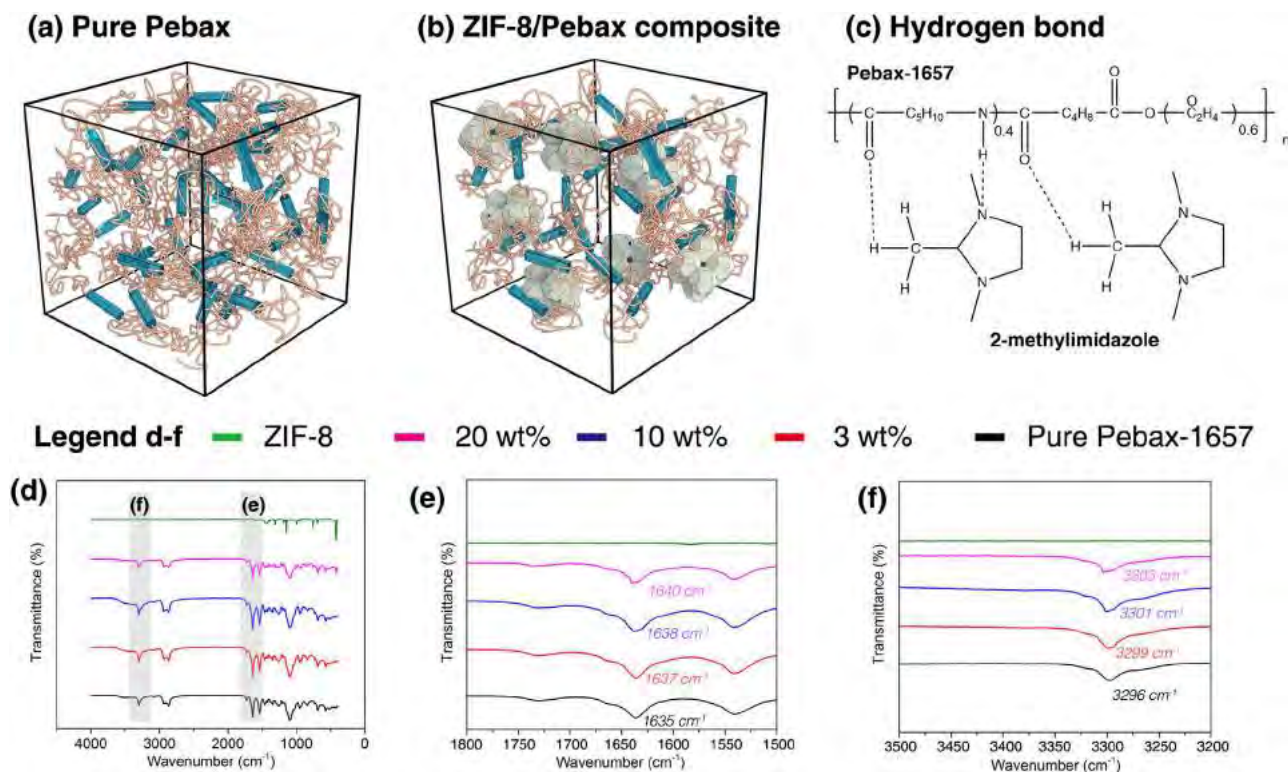 (a) Pure Pebax
(b) ZIF-8/Pebax composite
(c) Hydrogen bond
Pebax-1657
O
O
O
C5H10
N
C4H8
O
C2H4
0.4
0.6
n
O
H
O
H
H
C
H
N
N
H
H
C
H
N
N
2-methylimidazole
Legend d-f
ZIF-8
20 wt%
10 wt%
3 wt%
Pure Pebax-1657
(d)
(f)
(e)
Transmittance (%)
4000 3000 2000 1000 0
Wavenumber (cm-1)
(e)
Transmittance (%)
1640 cm-1
1638 cm-1
1637 cm-1
1635 cm-1
1800 1750 1700 1650 1600 1550 1500
Wavenumber (cm-1)
(f)
Transmittance (%)
3303 cm-1
3301 cm-1
3299 cm-1
3296 cm-1
3500 3450 3400 3350 3300 3250 3200
Wavenumber (cm-1)